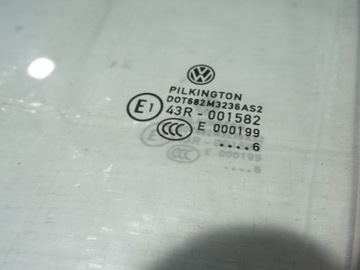 PILKINGTON
DOT682M3236AS2
E1 43R-001582
CCC E 000199
....6